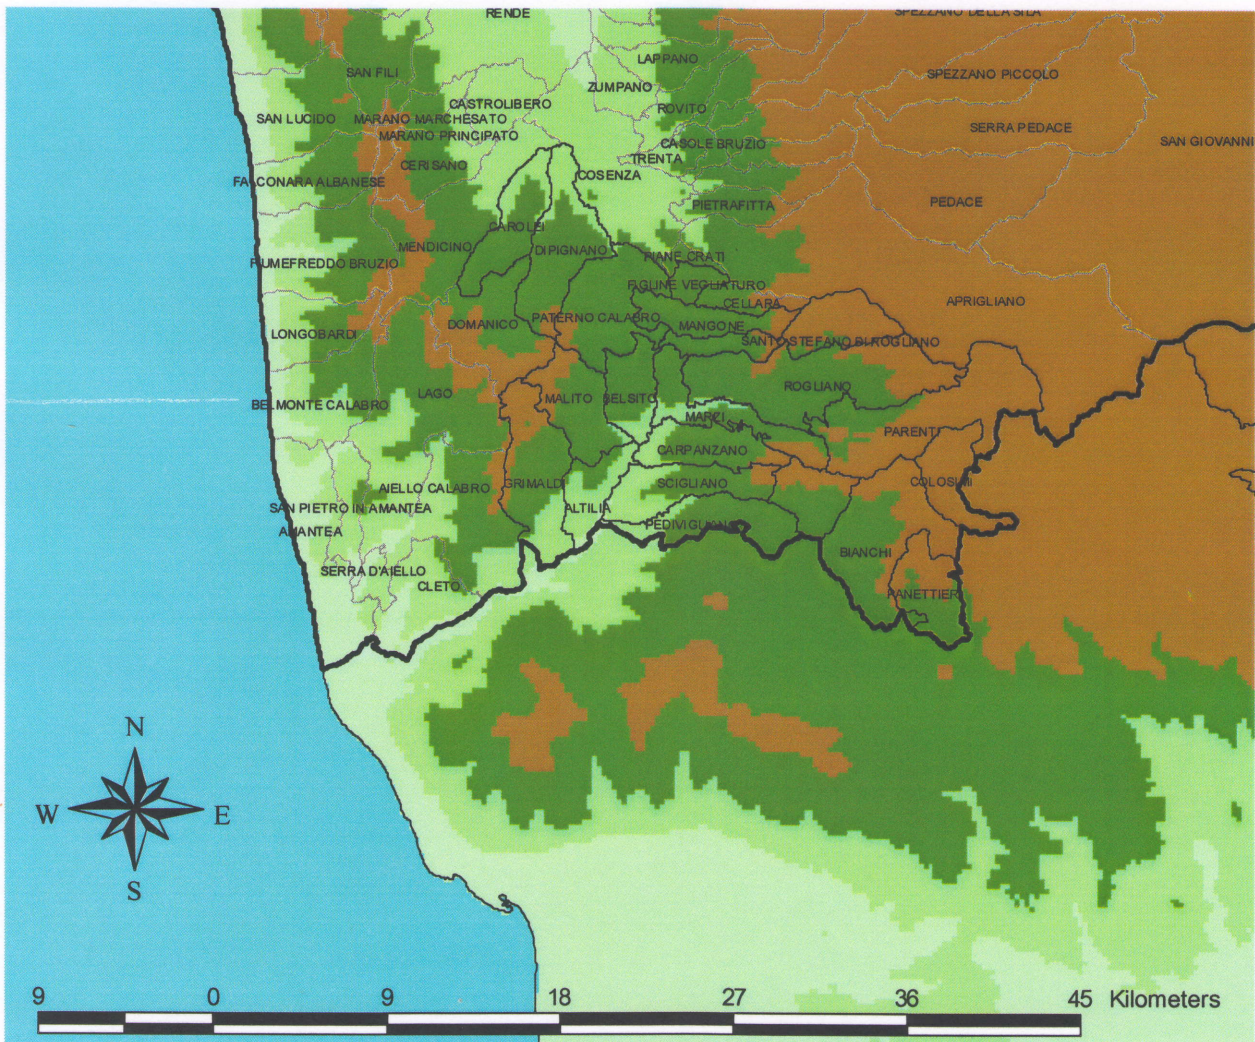 RENDE
SPEZZANO DELLA SILA
LAPPANO
SAN FILI
SPEZZANO PICCOLO
ZUMPANO
CASTROLIBERO
ROVITO
SAN LUCIDO
MARANO MARCHESATO
SERRA PEDACE
MARANO PRINCIPATO
SAN GIOVANNI
CASOLE BRUZIO
TRENTA
CERISANO
COSENZA
FALCONARA ALBANESE
PIETRAFITTA
PEDACE
CAROLEI
MENDICINO
DIPIGNANO
PIANE CRATI
FIUMEFREDDO BRUZIO
FIGLINE VEGLIATURO
CELLARA
APRIGLIANO
PATERNO CALABRO
DOMANICO
MANGONE
LONGOBARDI
SANTO STEFANO DI ROGLIANO
ROGLIANO
LAGO
MALITO
BELSITO
BELMONTE CALABRO
MARZI
PARENTI
CARPANZANO
GRIMALDI
SCIGLIANO
COLOSIMI
AIELLO CALABRO
SAN PIETRO IN AMANTEA
ALTILIA
AMANTEA
PEDIVIGLIANO
BIANCHI
SERRA D'AIELLO
CLETO
PANETTIERI
N
W E
S
9 0 9 18 27 36 45 Kilometers